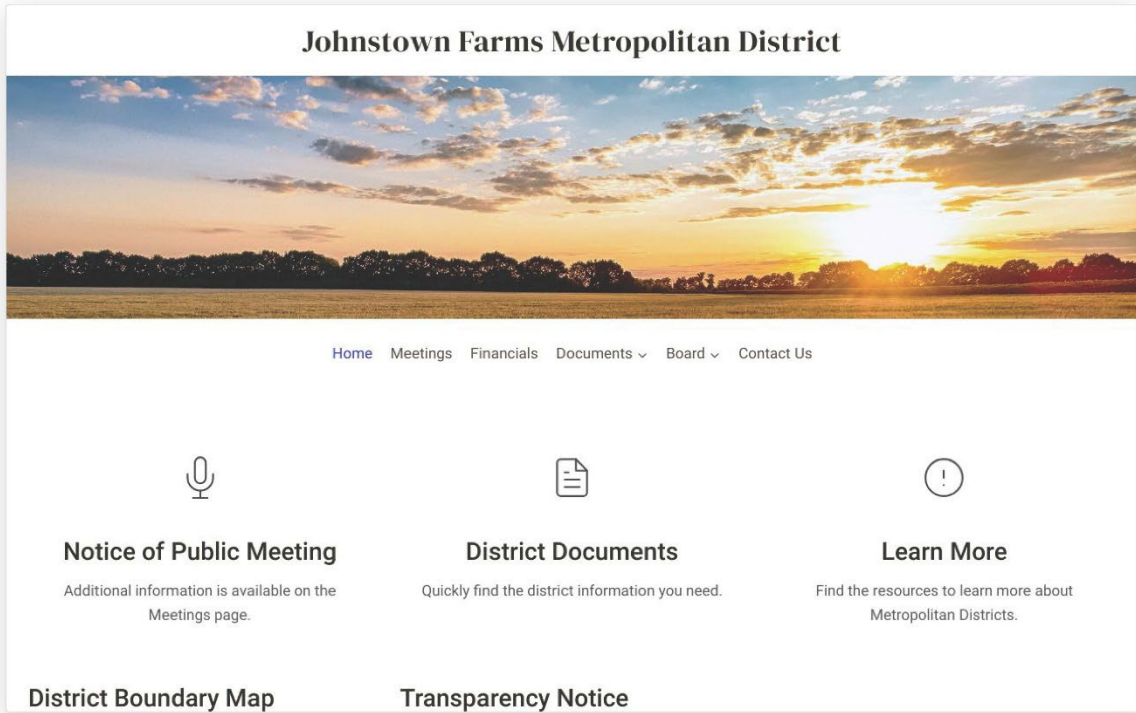 Johnstown Farms Metropolitan District
Home Meetings Financials Documents Board Contact Us
Notice of Public Meeting
Additional information is available on the
Meetings page.
District Documents
Quickly find the district information you need.
Learn More
Find the resources to learn more about
Metropolitan Districts.
District Boundary Map
Transparency Notice